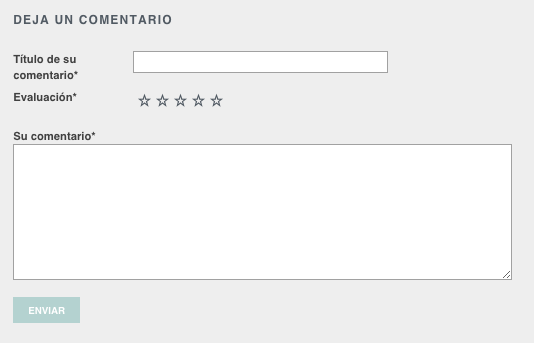 DEJA UN COMENTARIO
Título de su
comentario*
Evaluación*
Su comentario*
ENVIAR